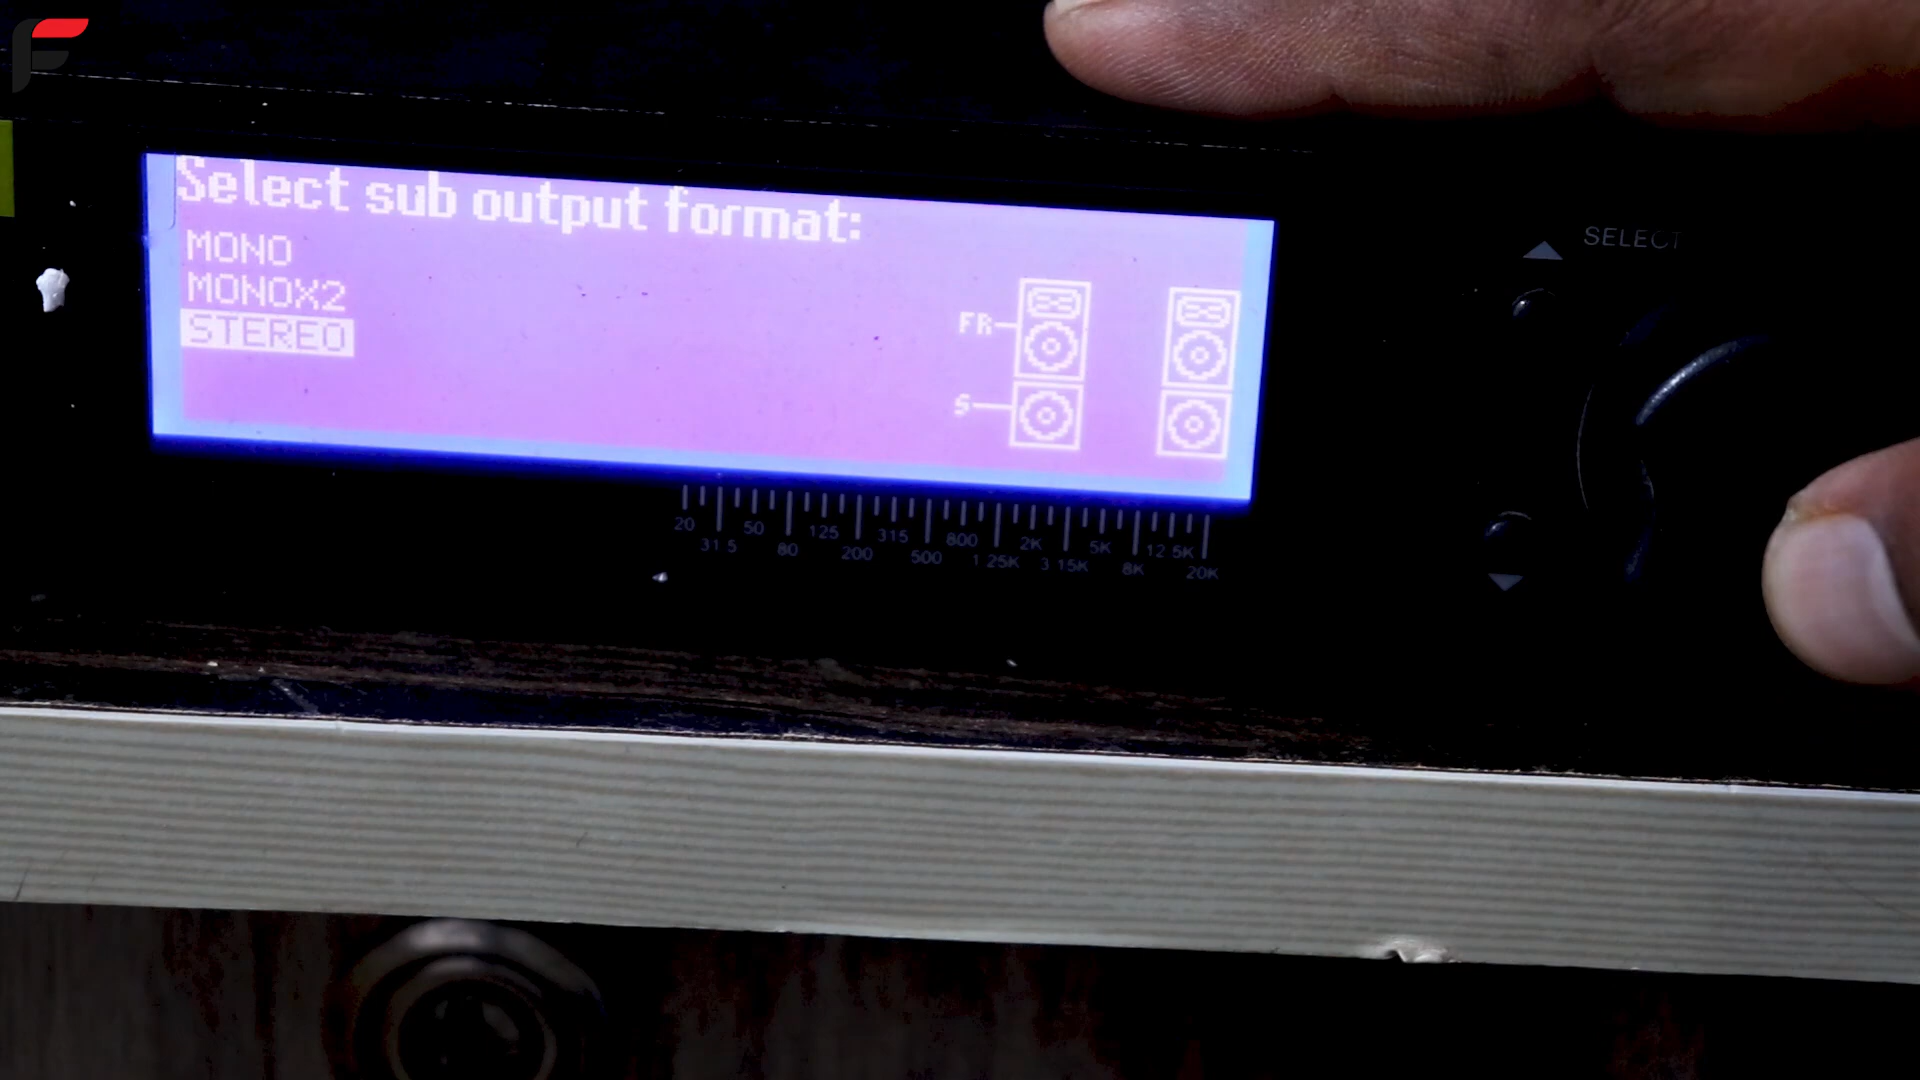 Select sub output format:
MONO
MONOX2
STEREO
FR
S
SELECT
20 50 125 315 800 2K 5K 12 5K
31 5 80 200 500 1 25K 3 15K 8K 20K